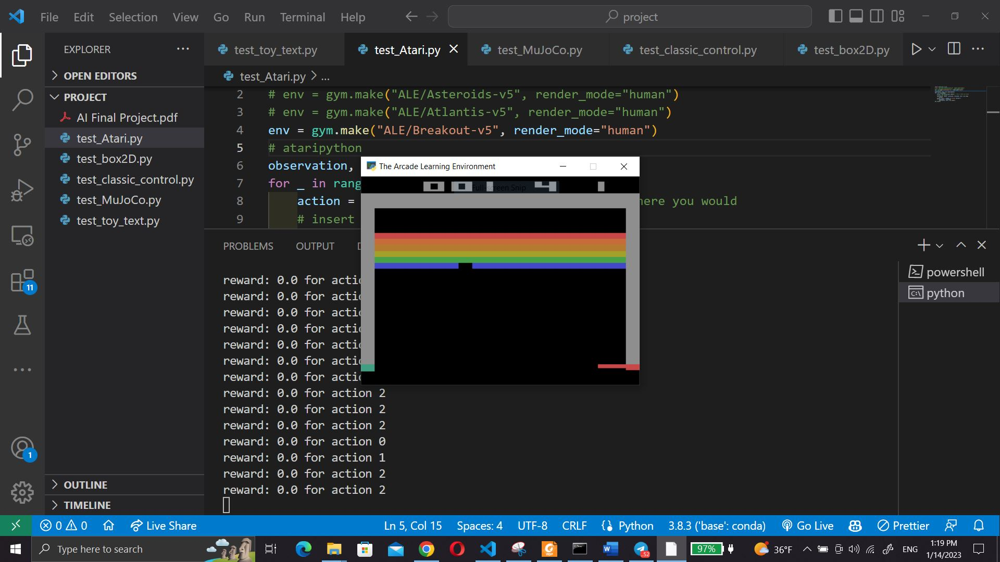 File Edit Selection View Go Run Terminal Help
project
EXPLORER
test_toy_text.py
test_Atari.py
test_MuJoCo.py
test_classic_control.py
test_box2D.py
OPEN EDITORS
PROJECT
AI Final Project.pdf
test_Atari.py
test_box2D.py
test_classic_control.py
test_MuJoCo.py
test_toy_text.py
OUTLINE
TIMELINE
11
1
test_Atari.py > ...
2 # env = gym.make("ALE/Asteroids-v5", render_mode="human")
3 # env = gym.make("ALE/Atlantis-v5", render_mode="human")
4 env = gym.make("ALE/Breakout-v5", render_mode="human")
5 # ataripython
6 observation,
7 for _ in rang
8 action = here you would
9 # insert
The Arcade Learning Environment
Full-screen Snip
PROBLEMS OUTPUT
reward: 0.0 for actio
reward: 0.0 for actio
reward: 0.0 for actio
reward: 0.0 for actio
reward: 0.0 for actio
reward: 0.0 for actio
reward: 0.0 for actio
reward: 0.0 for action 2
reward: 0.0 for action 2
reward: 0.0 for action 2
reward: 0.0 for action 0
reward: 0.0 for action 1
reward: 0.0 for action 2
reward: 0.0 for action 2
powershell
python
0 0 Live Share Ln 5, Col 15 Spaces: 4 UTF-8 CRLF Python 3.8.3 ('base': conda) Go Live Prettier
Type here to search
52
97%
36°F
ENG
1:19 PM
1/14/2023